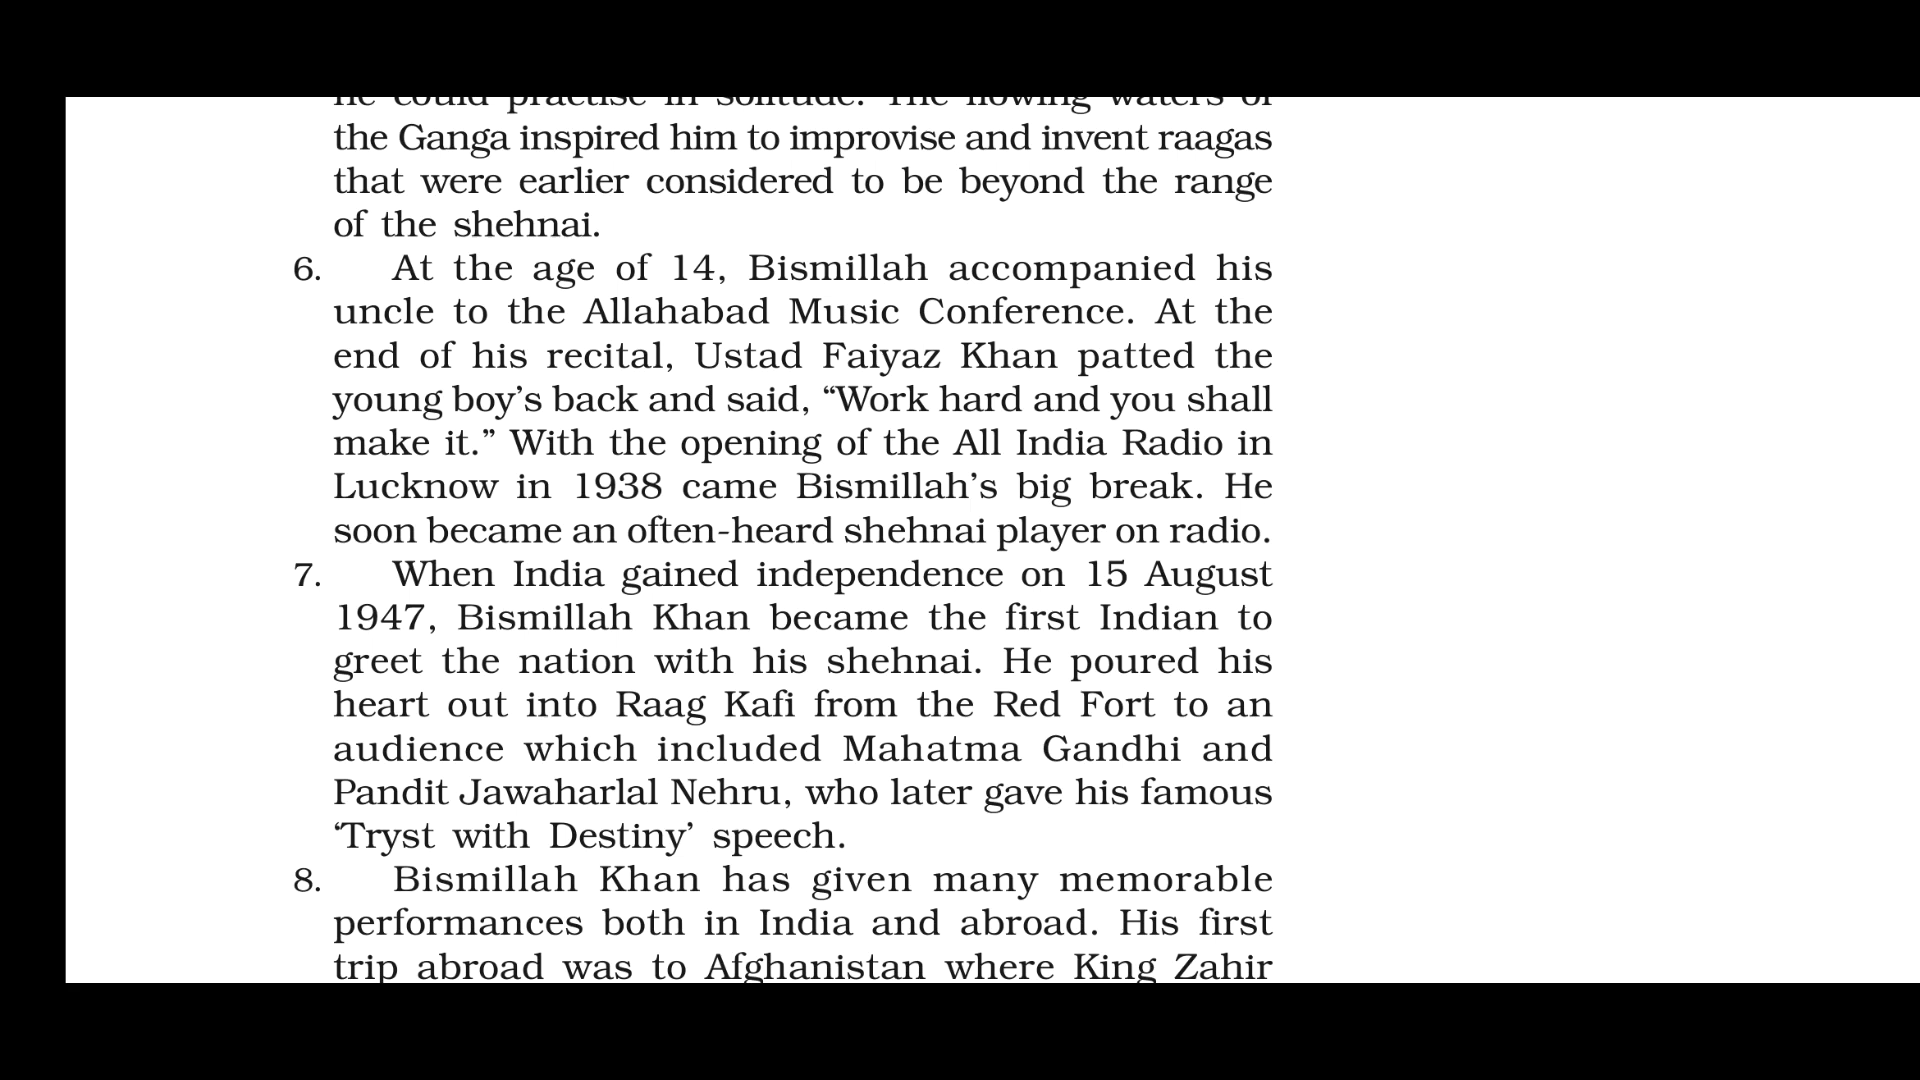 he could practise in solitude. The flowing waters of
the Ganga inspired him to improvise and invent raagas
that were earlier considered to be beyond the range
of the shehnai.
6. At the age of 14, Bismillah accompanied his
uncle to the Allahabad Music Conference. At the
end of his recital, Ustad Faiyaz Khan patted the
young boy’s back and said, “Work hard and you shall
make it.” With the opening of the All India Radio in
Lucknow in 1938 came Bismillah’s big break. He
soon became an often-heard shehnai player on radio.
7. When India gained independence on 15 August
1947, Bismillah Khan became the first Indian to
greet the nation with his shehnai. He poured his
heart out into Raag Kafi from the Red Fort to an
audience which included Mahatma Gandhi and
Pandit Jawaharlal Nehru, who later gave his famous
‘Tryst with Destiny’ speech.
8. Bismillah Khan has given many memorable
performances both in India and abroad. His first
trip abroad was to Afghanistan where King Zahir